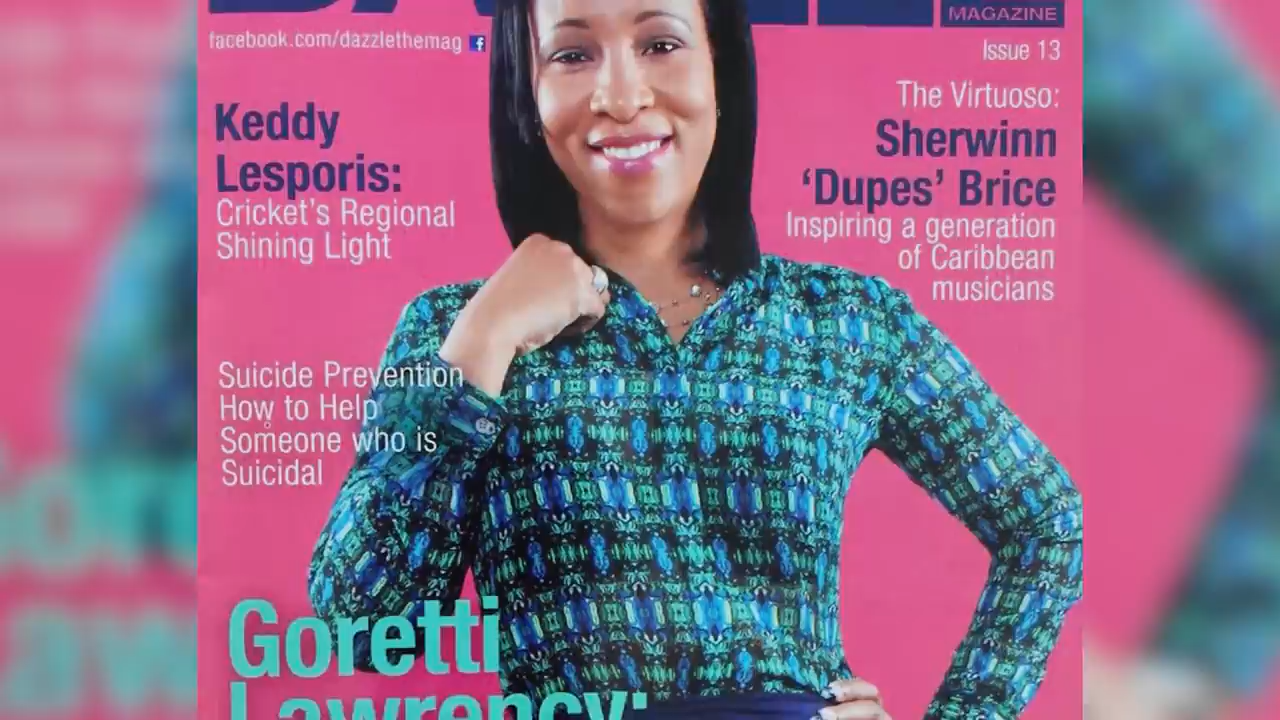 MAGAZINE
facebook.com/dazzlethemag
Issue 13
Keddy
Lesporis:
Cricket's Regional
Shining Light
The Virtuoso:
Sherwinn
‘Dupes’ Brice
Inspiring a generation
of Caribbean
musicians
Suicide Prevention
How to Help
Someone who is
Suicidal
Goretti
Lawrency: